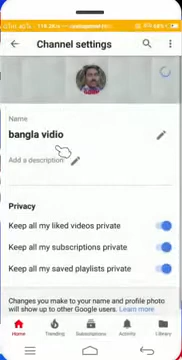 Channel settings
Name
bangla vidio
Add a description
Privacy
Keep all my liked videos private
Keep all my subscriptions private
Keep all my saved playlists private
Changes you make to your name and profile photo
will show up to other Google users. Learn more
Home Trending Subscriptions Activity Library